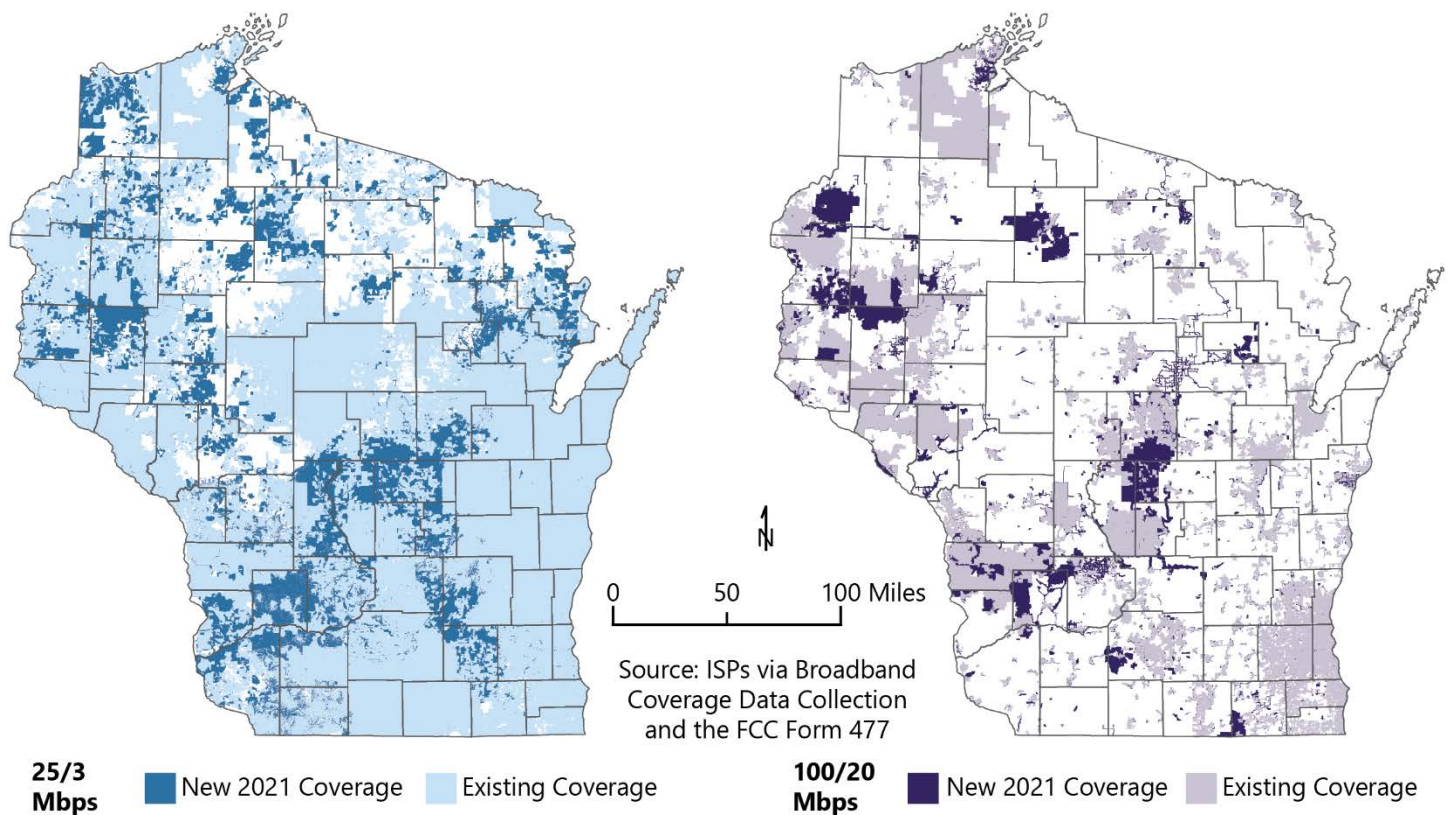 N
0 50 100 Miles
Source: ISPs via Broadband
Coverage Data Collection
and the FCC Form 477
25/3
Mbps
New 2021 Coverage
Existing Coverage
100/20
Mbps
New 2021 Coverage
Existing Coverage